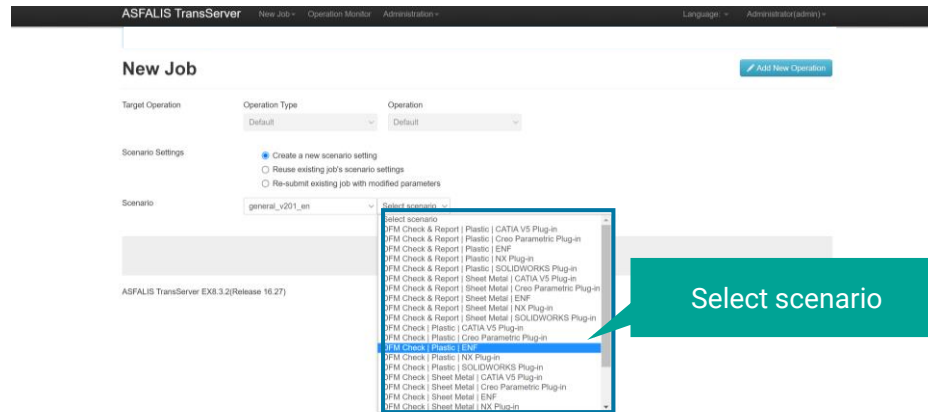 ASFALIS TransServer New Job Operation Monitor Administration Language: Administrator(admin)
New Job
Add New Operation
Target Operation Operation Type Operation
Default Default
Scenario Settings
Create a new scenario setting
Reuse existing job's scenario settings
Re-submit existing job with modified parameters
Scenario general_v201_en Select scenario
Select scenario
DFM Check & Report | Plastic | CATIA V5 Plug-in
DFM Check & Report | Plastic | Creo Parametric Plug-in
DFM Check & Report | Plastic | ENF
DFM Check & Report | Plastic | NX Plug-in
DFM Check & Report | Plastic | SOLIDWORKS Plug-in
DFM Check & Report | Sheet Metal | CATIA V5 Plug-in
DFM Check & Report | Sheet Metal | Creo Parametric Plug-in
DFM Check & Report | Sheet Metal | ENF
DFM Check & Report | Sheet Metal | NX Plug-in
DFM Check & Report | Sheet Metal | SOLIDWORKS Plug-in
DFM Check | Plastic | CATIA V5 Plug-in
DFM Check | Plastic | Creo Parametric Plug-in
DFM Check | Plastic | ENF
DFM Check | Plastic | NX Plug-in
DFM Check | Plastic | SOLIDWORKS Plug-in
DFM Check | Sheet Metal | CATIA V5 Plug-in
DFM Check | Sheet Metal | Creo Parametric Plug-in
DFM Check | Sheet Metal | ENF
DFM Check | Sheet Metal | NX Plug-in
ASFALIS TransServer EX8.3.2(Release 16.27)
Select scenario